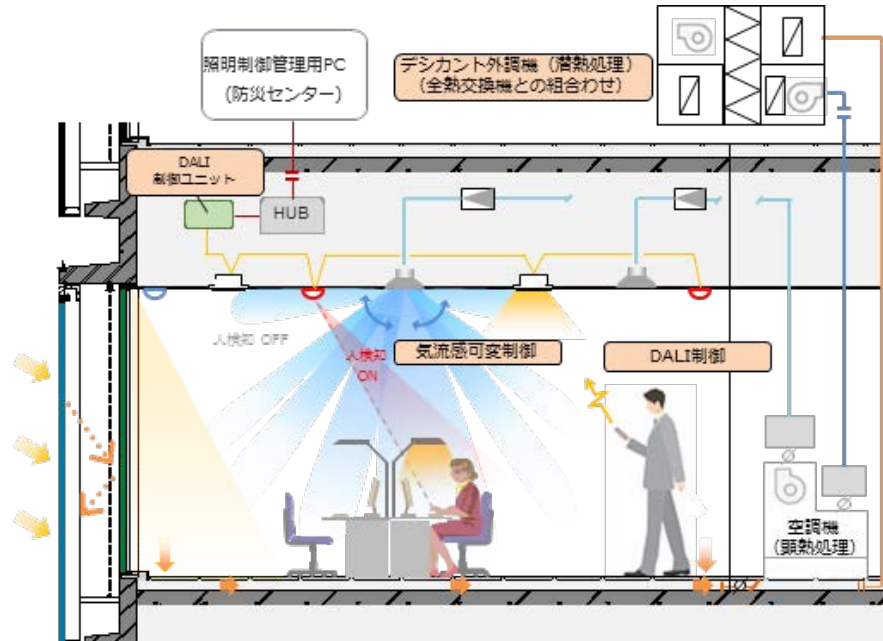 照明制御管理用PC
(防災センター)
デシカント外調機(潜熱処理)
(全熱交換機との組合わせ)
DALI
制御ユニット
HUB
人検知 OFF
人検知
ON
気流感可変制御
DALI制御
空調機
(顕熱処理)